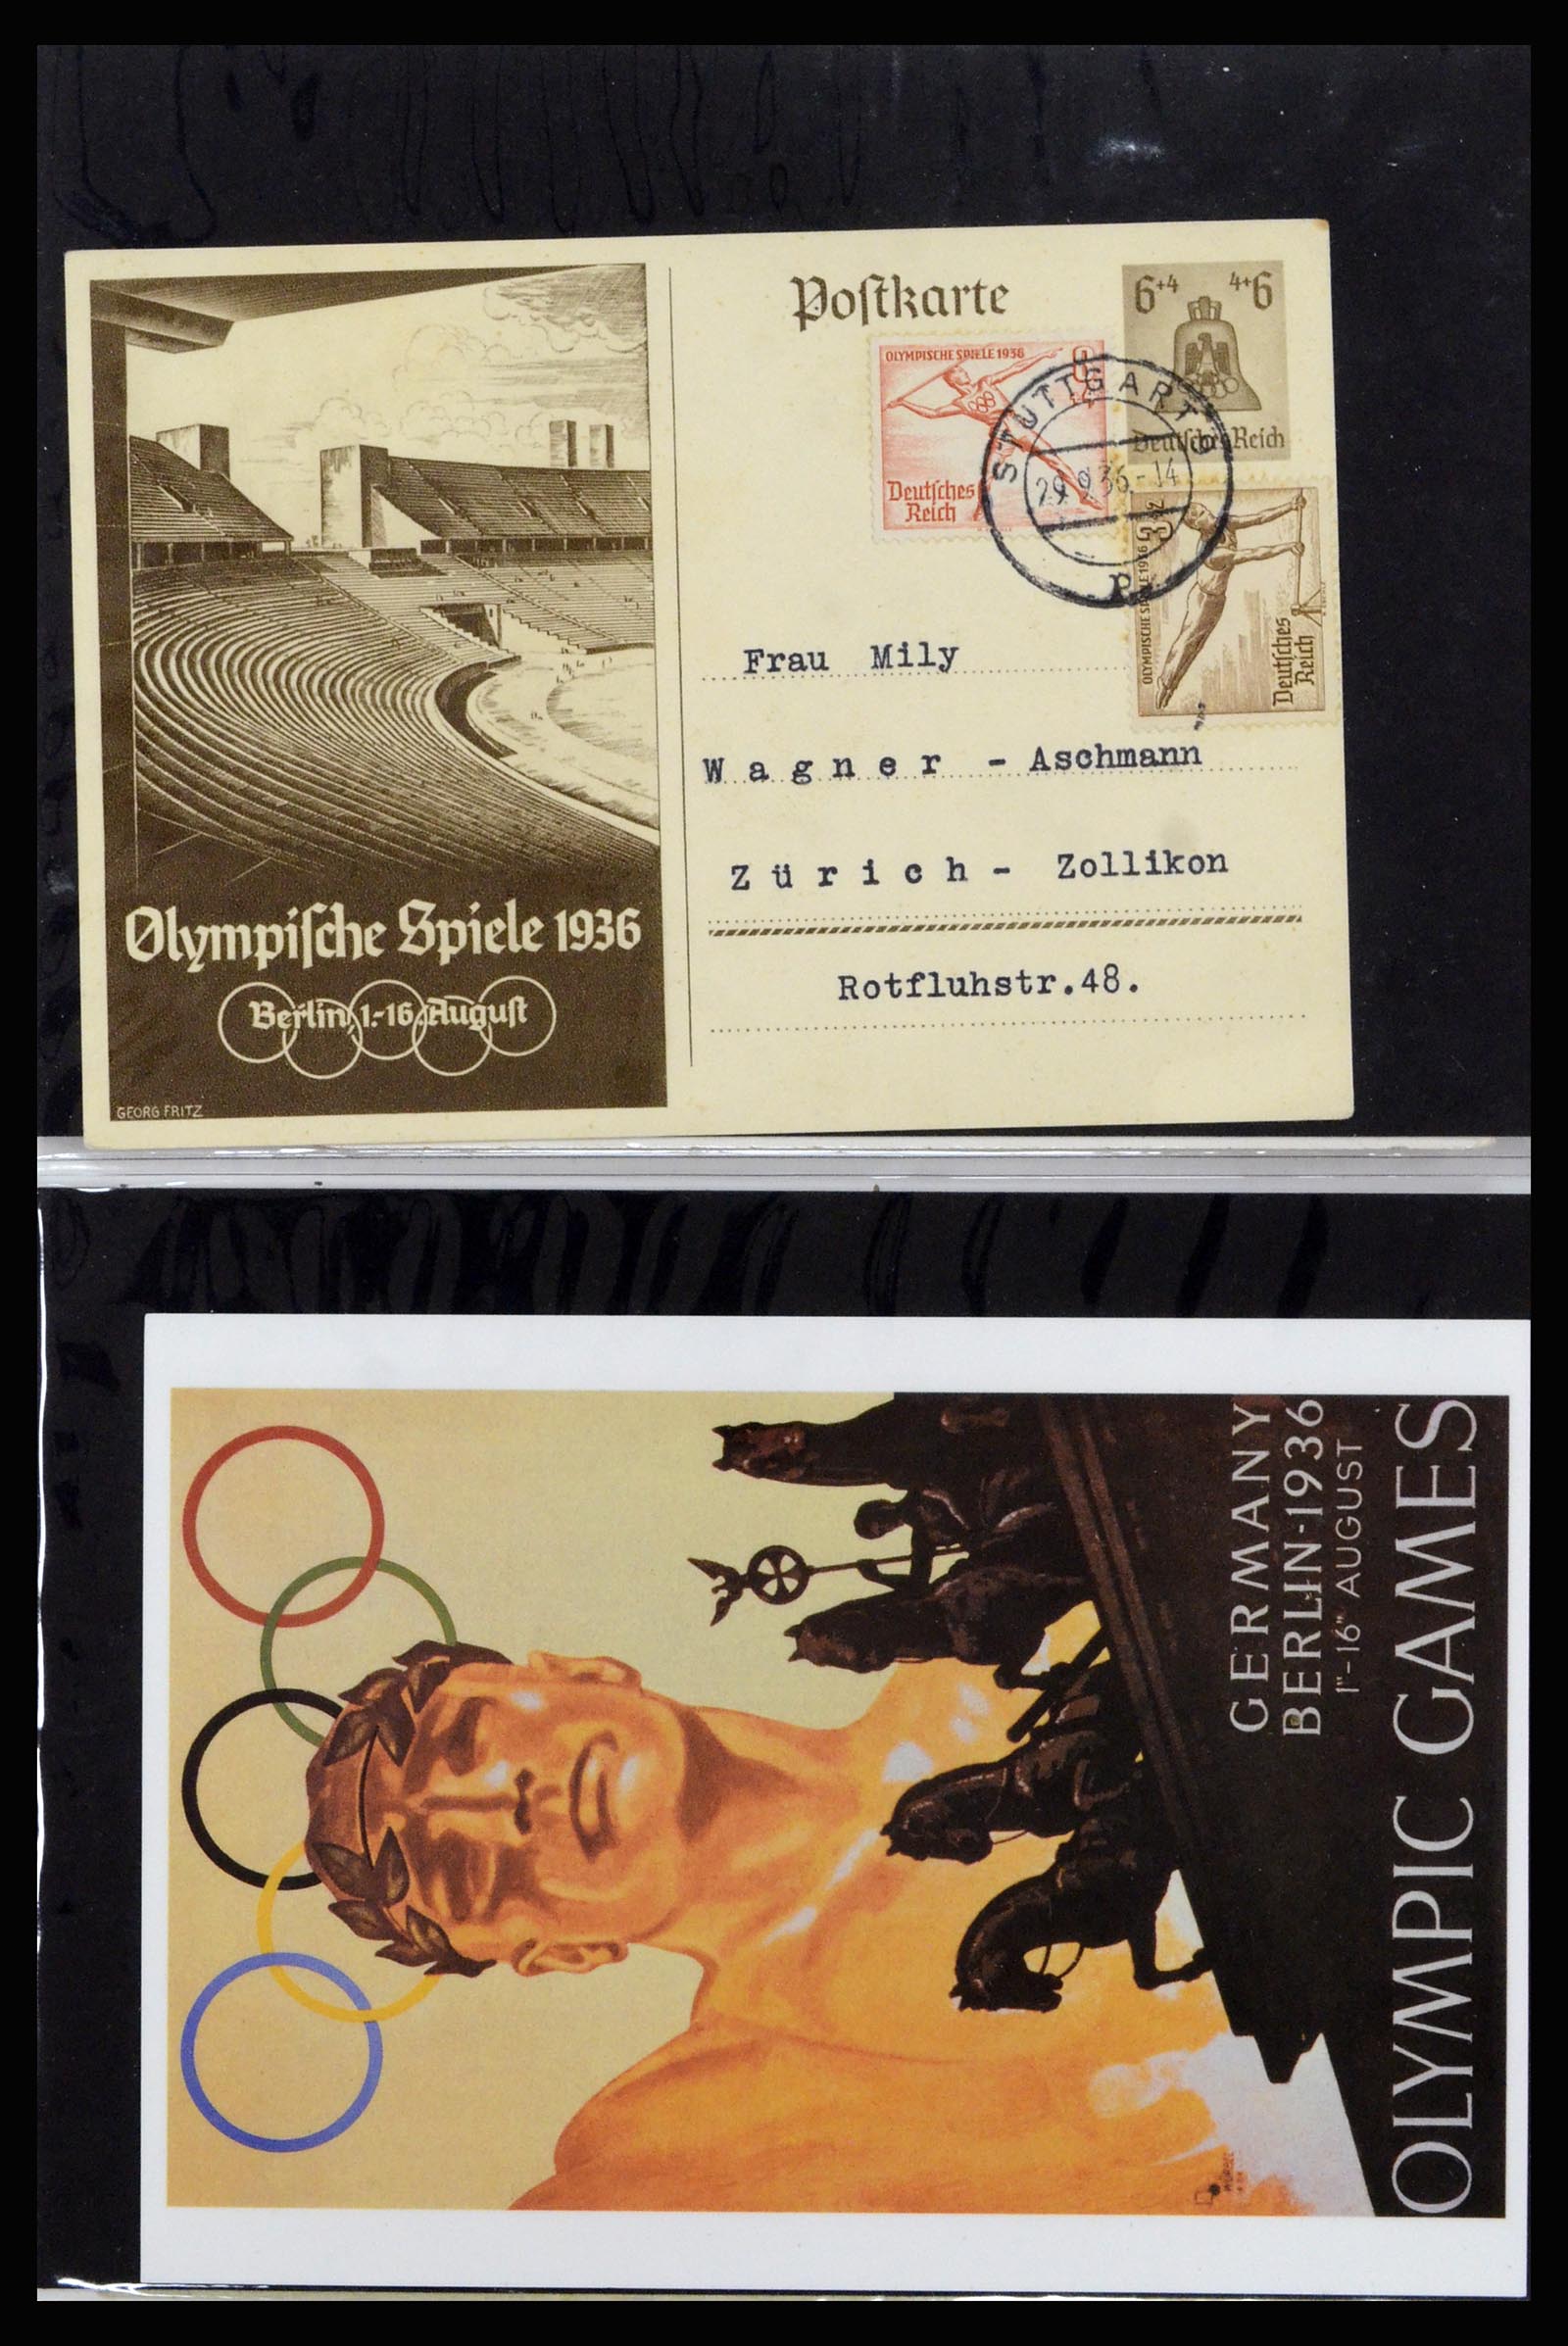 Postkarte
6+4 4+6
Deutsches Reich
OLYMPISCHE SPIELE 1936
Deutsches
Reich
STUTTGART
29.9.36.-14
P
OLYMPISCHE SPIELE 1936
3
Deutsches
Reich
Frau Mily
Wagner - Aschmann
Zürich - Zollikon
Rotfluhstr.48.
Olympiſche Spiele 1936
Berlin, 1.-16. Auguſt
GEORG FRITZ
GERMANY
BERLIN·1936
1ST-16TH AUGUST
OLYMPIC GAMES